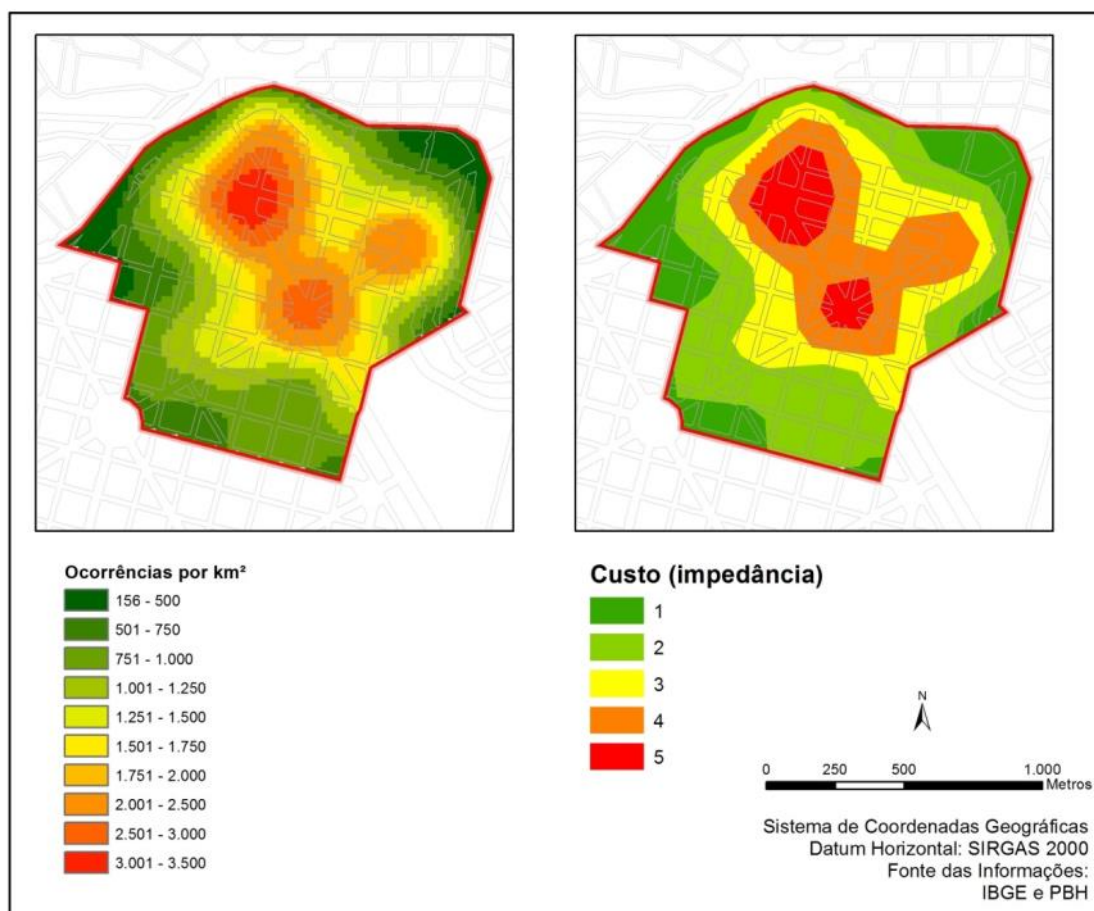 Ocorrências por km²
156 - 500
501 - 750
751 - 1.000
1.001 - 1.250
1.251 - 1.500
1.501 - 1.750
1.751 - 2.000
2.001 - 2.500
2.501 - 3.000
3.001 - 3.500
Custo (impedância)
1
2
3
4
5
N
0 250 500 1.000
Metros
Sistema de Coordenadas Geográficas
Datum Horizontal: SIRGAS 2000
Fonte das Informações:
IBGE e PBH